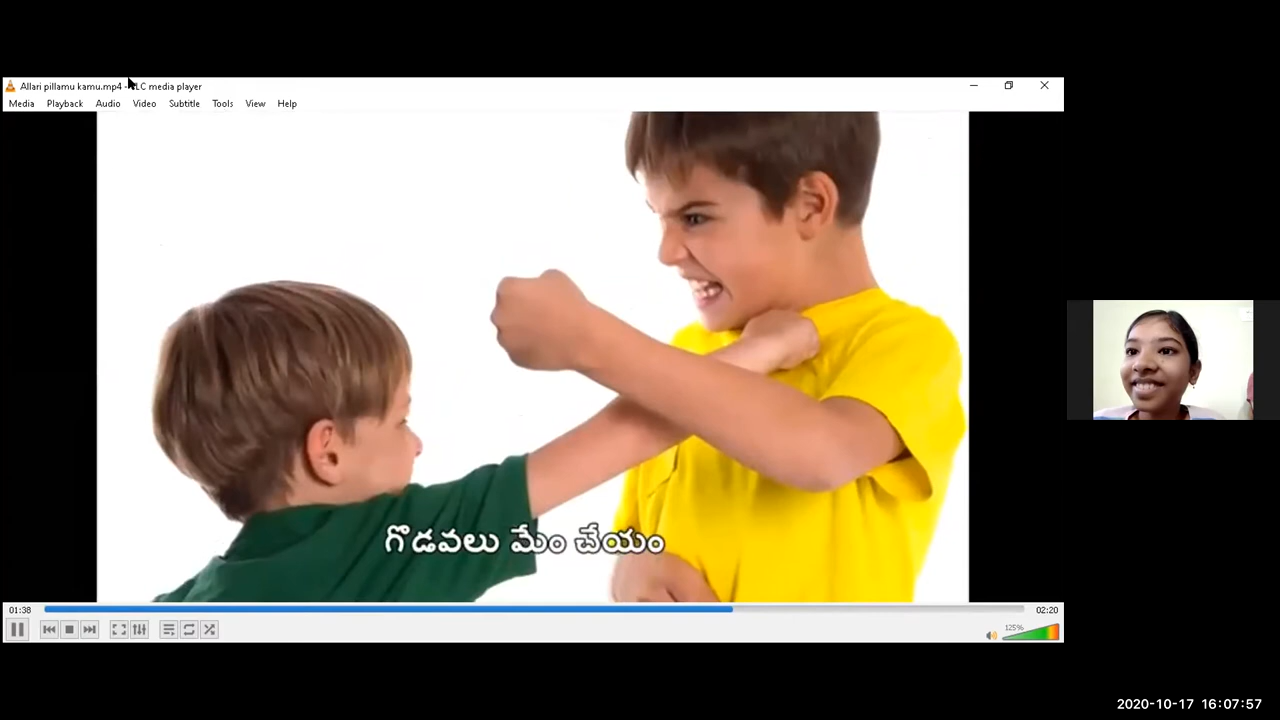 Allari pillamu kamu.mp4 - LC media player
Media Playback Audio Video Subtitle Tools View Help
గొడవలు మేం చేయం
01:38 02:20
125%
2020-10-17 16:07:57